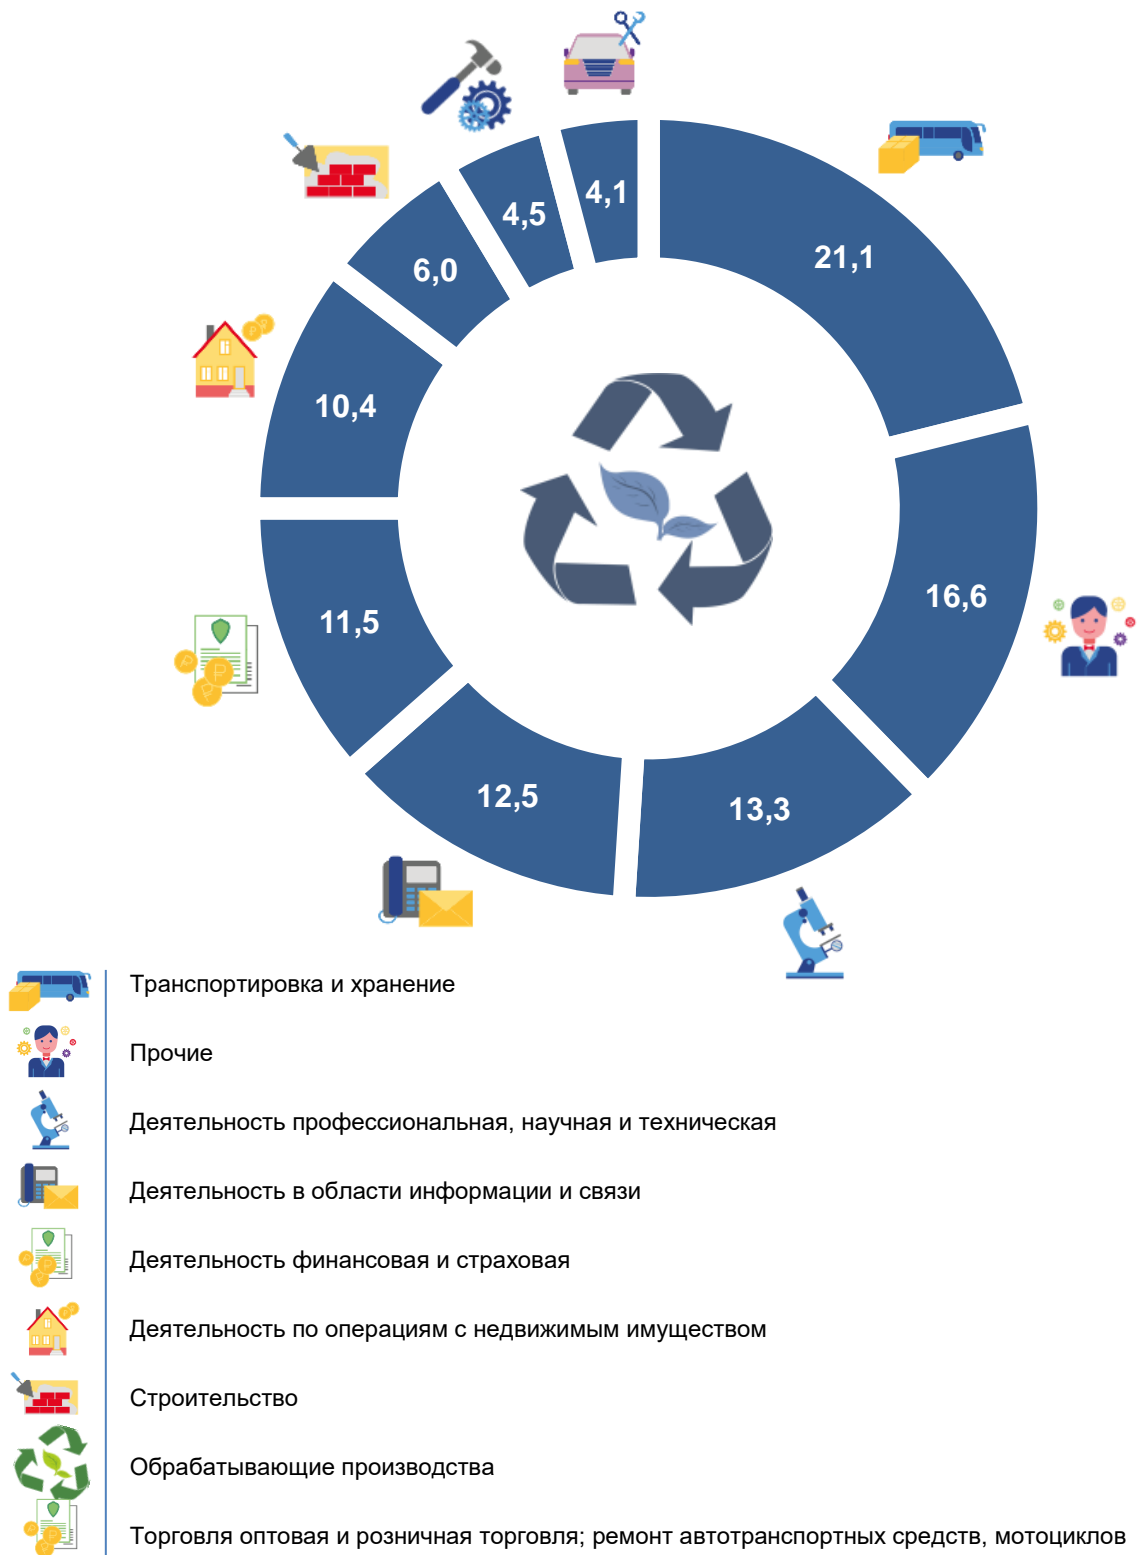 4,1
4,5
21,1
6,0
10,4
16,6
11,5
12,5
13,3
Транспортировка и хранение
Прочие
Деятельность профессиональная, научная и техническая
Деятельность в области информации и связи
Деятельность финансовая и страховая
Деятельность по операциям с недвижимым имуществом
Строительство
Обрабатывающие производства
Торговля оптовая и розничная торговля; ремонт автотранспортных средств, мотоциклов